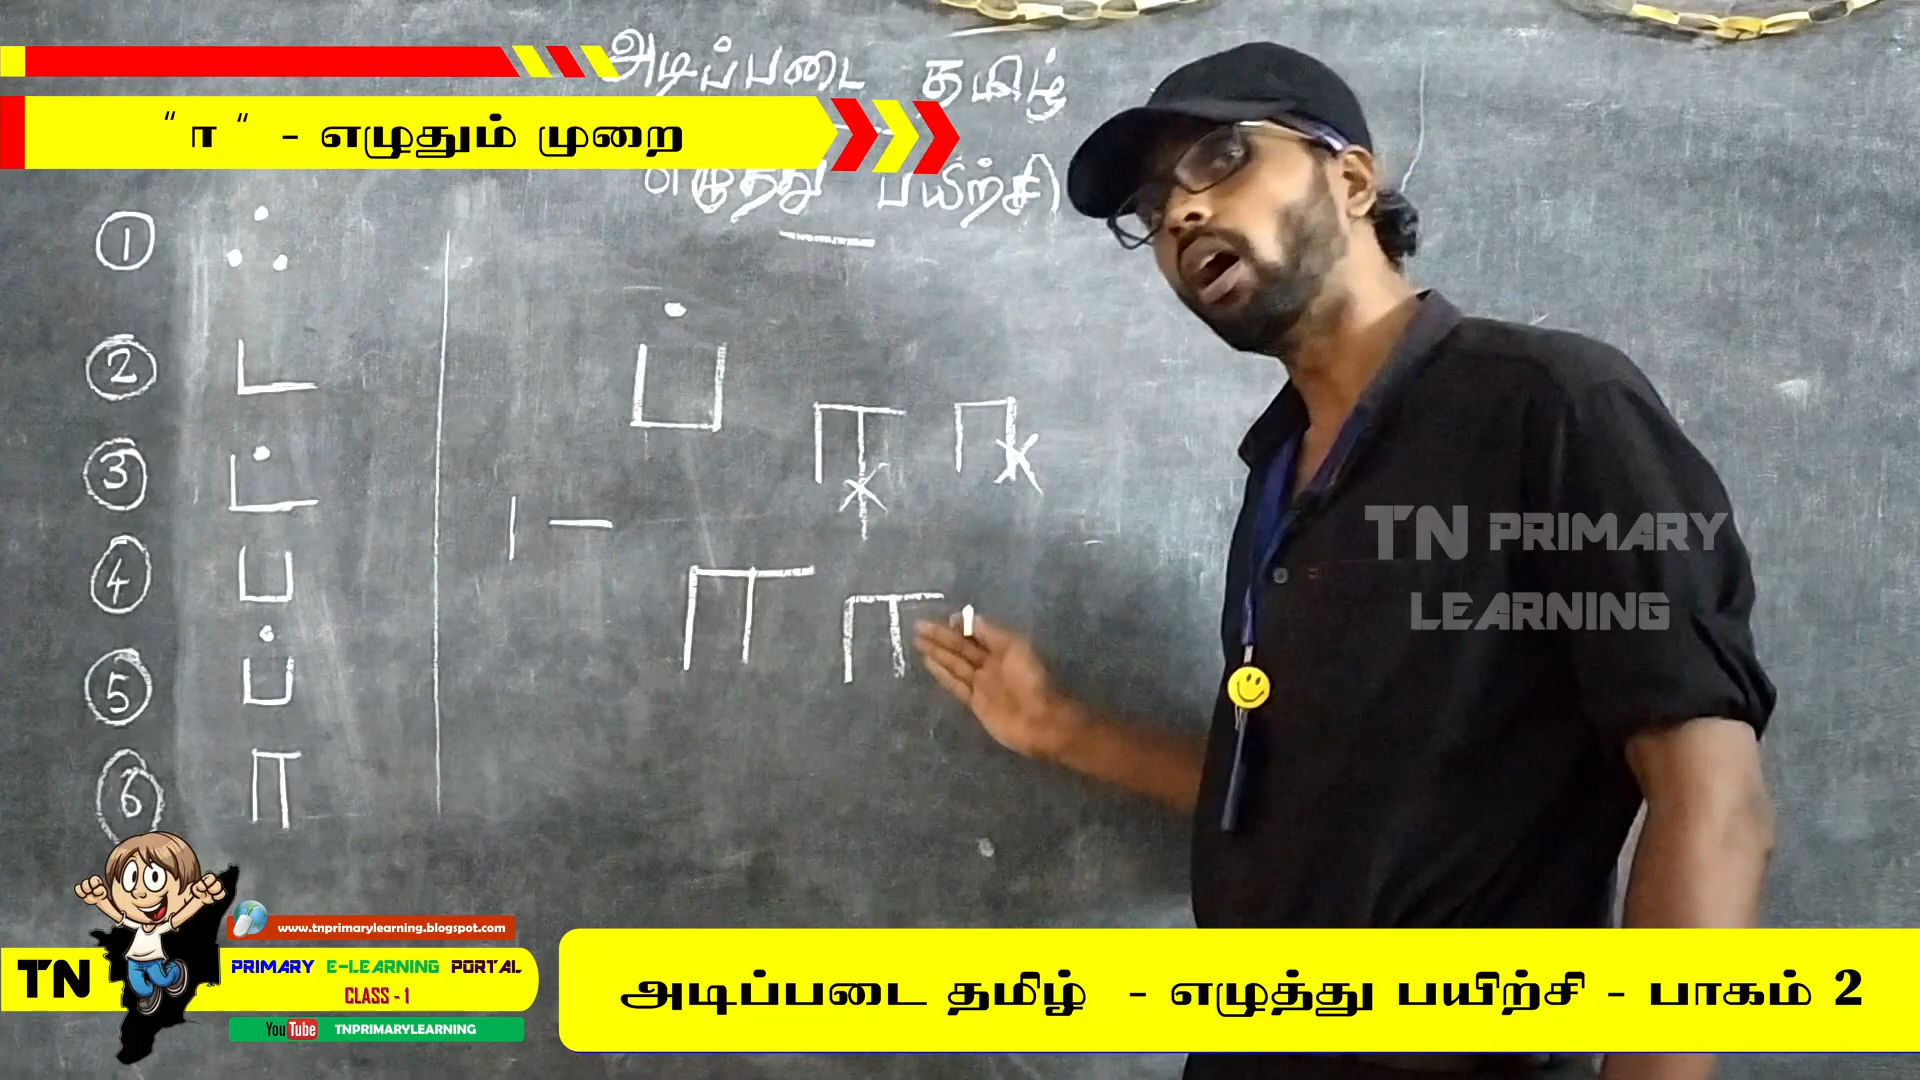 அடிப்படை தமிழ்
" ா " - எழுதும் முறை
எழுத்து பயிற்சி)
1 ஃ
2 ட
3 ட்
4 ப
5 ப்
6 ா
ப்
TN PRIMARY
LEARNING
www.tnprimarylearning.blogspot.com
TN
PRIMARY E-LEARNING PORTAL
CLASS - 1
YouTube TNPRIMARYLEARNING
அடிப்படை தமிழ் - எழுத்து பயிற்சி - பாகம் 2